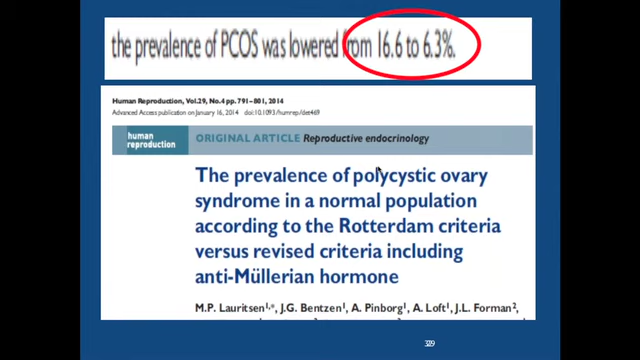 the prevalence of PCOS was lowered from 16.6 to 6.3%.
Human Reproduction, Vol.29, No.4 pp. 791–801, 2014
Advanced Access publication on January 16, 2014 doi:10.1093/humrep/det469
human
reproduction
ORIGINAL ARTICLE Reproductive endocrinology
The prevalence of polycystic ovary
syndrome in a normal population
according to the Rotterdam criteria
versus revised criteria including
anti-Müllerian hormone
M.P. Lauritsen1,*, J.G. Bentzen1, A. Pinborg1, A. Loft1, J.L. Forman2,
329